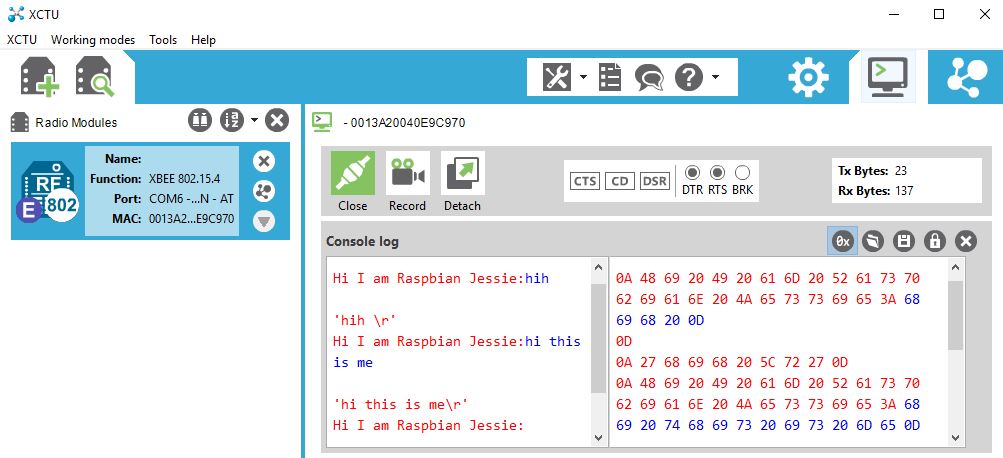 XCTU
XCTU Working modes Tools Help
Radio Modules
- 0013A20040E9C970
RF
E 802
Name:
Function: XBEE 802.15.4
Port: COM6 -...N - AT
MAC: 0013A2...E9C970
Close Record Detach
CTS CD DSR
DTR RTS BRK
Tx Bytes: 23
Rx Bytes: 137
Console log
0x
Hi I am Raspbian Jessie:hih
'hih \r'
Hi I am Raspbian Jessie:hi this
is me
'hi this is me\r'
Hi I am Raspbian Jessie:
0A 48 69 20 49 20 61 6D 20 52 61 73 70
62 69 61 6E 20 4A 65 73 73 69 65 3A 68
69 68 20 0D
0D
0A 27 68 69 68 20 5C 72 27 0D
0A 48 69 20 49 20 61 6D 20 52 61 73 70
62 69 61 6E 20 4A 65 73 73 69 65 3A 68
69 20 74 68 69 73 20 69 73 20 6D 65 0D